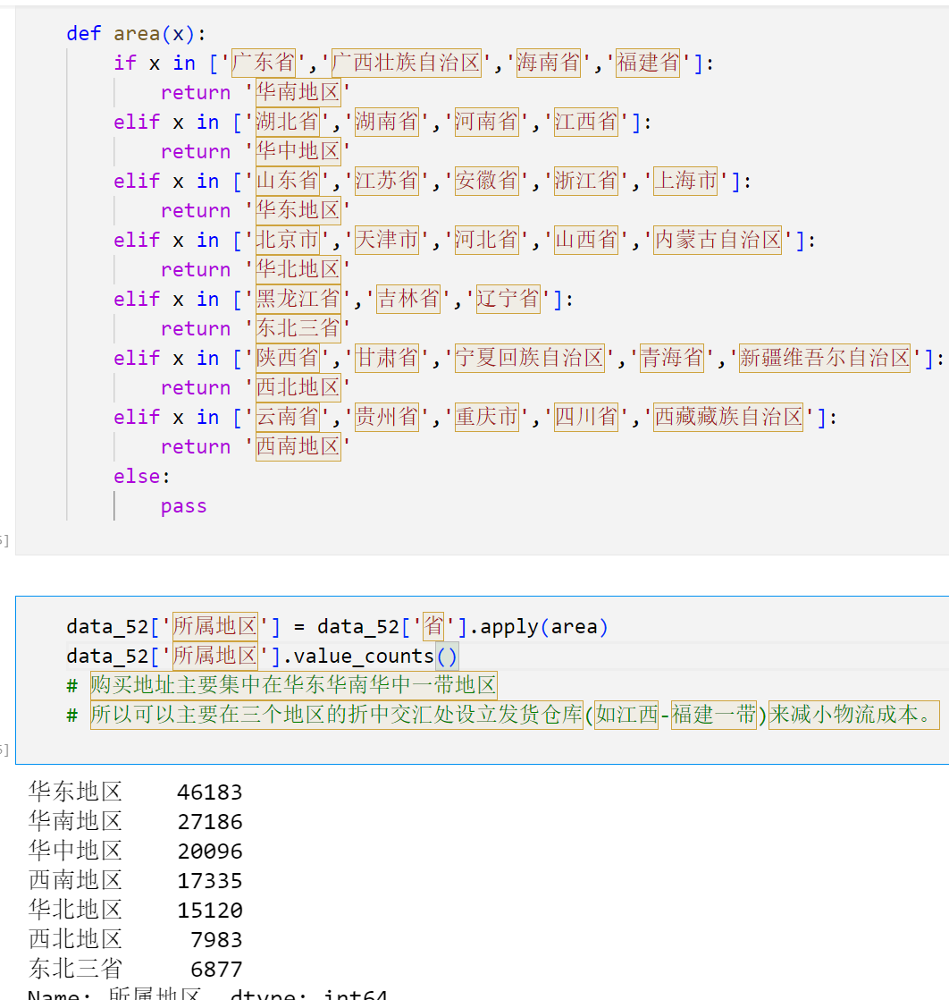 def area(x):
if x in ['广东省','广西壮族自治区','海南省','福建省']:
return '华南地区'
elif x in ['湖北省','湖南省','河南省','江西省']:
return '华中地区'
elif x in ['山东省','江苏省','安徽省','浙江省','上海市']:
return '华东地区'
elif x in ['北京市','天津市','河北省','山西省','内蒙古自治区']:
return '华北地区'
elif x in ['黑龙江省','吉林省','辽宁省']:
return '东北三省'
elif x in ['陕西省','甘肃省','宁夏回族自治区','青海省','新疆维吾尔自治区']:
return '西北地区'
elif x in ['云南省','贵州省','重庆市','四川省','西藏藏族自治区']:
return '西南地区'
else:
pass
data_52['所属地区'] = data_52['省'].apply(area)
data_52['所属地区'].value_counts()
# 购买地址主要集中在华东华南华中一带地区
# 所以可以主要在三个地区的折中交汇处设立发货仓库(如江西-福建一带)来减小物流成本。
华东地区 46183
华南地区 27186
华中地区 20096
西南地区 17335
华北地区 15120
西北地区 7983
东北三省 6877
Name: 所属地区, dtype: int64